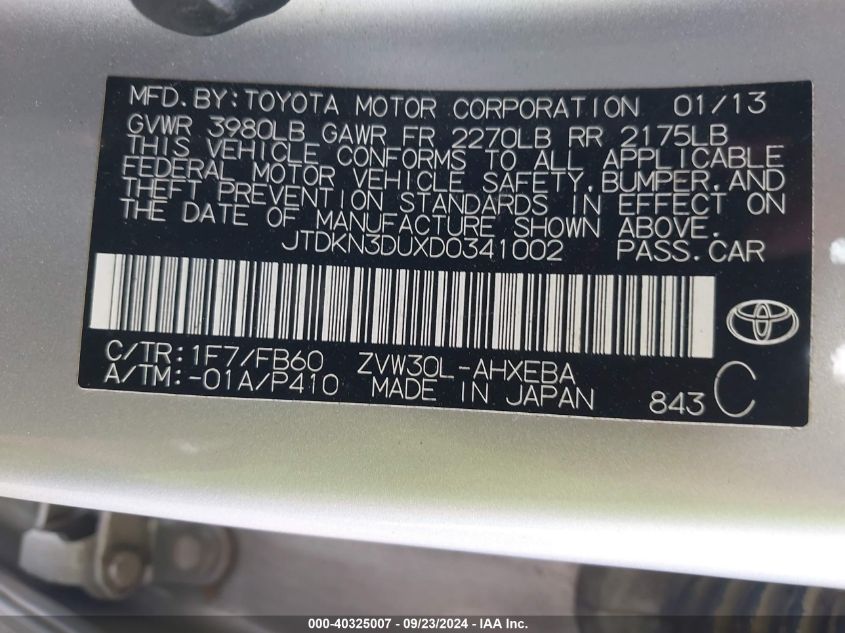 MFD.BY:TOYOTA MOTOR CORPORATION 01/13
GVWR 3980LB GAWR FR 2270LB RR 2175LB
THIS VEHICLE CONFORMS TO ALL APPLICABLE
FEDERAL MOTOR VEHICLE SAFETY,BUMPER,AND
THEFT PREVENTION STANDARDS IN EFFECT ON
THE DATE OF MANUFACTURE SHOWN ABOVE.
JTDKN3DUXD0341002 PASS.CAR
C/TR:1F7/FB60 ZVW30L-AHXEBA
A/TM:-01A/P410 MADE IN JAPAN 843 C
000-40325007 - 09/23/2024 - IAA Inc.